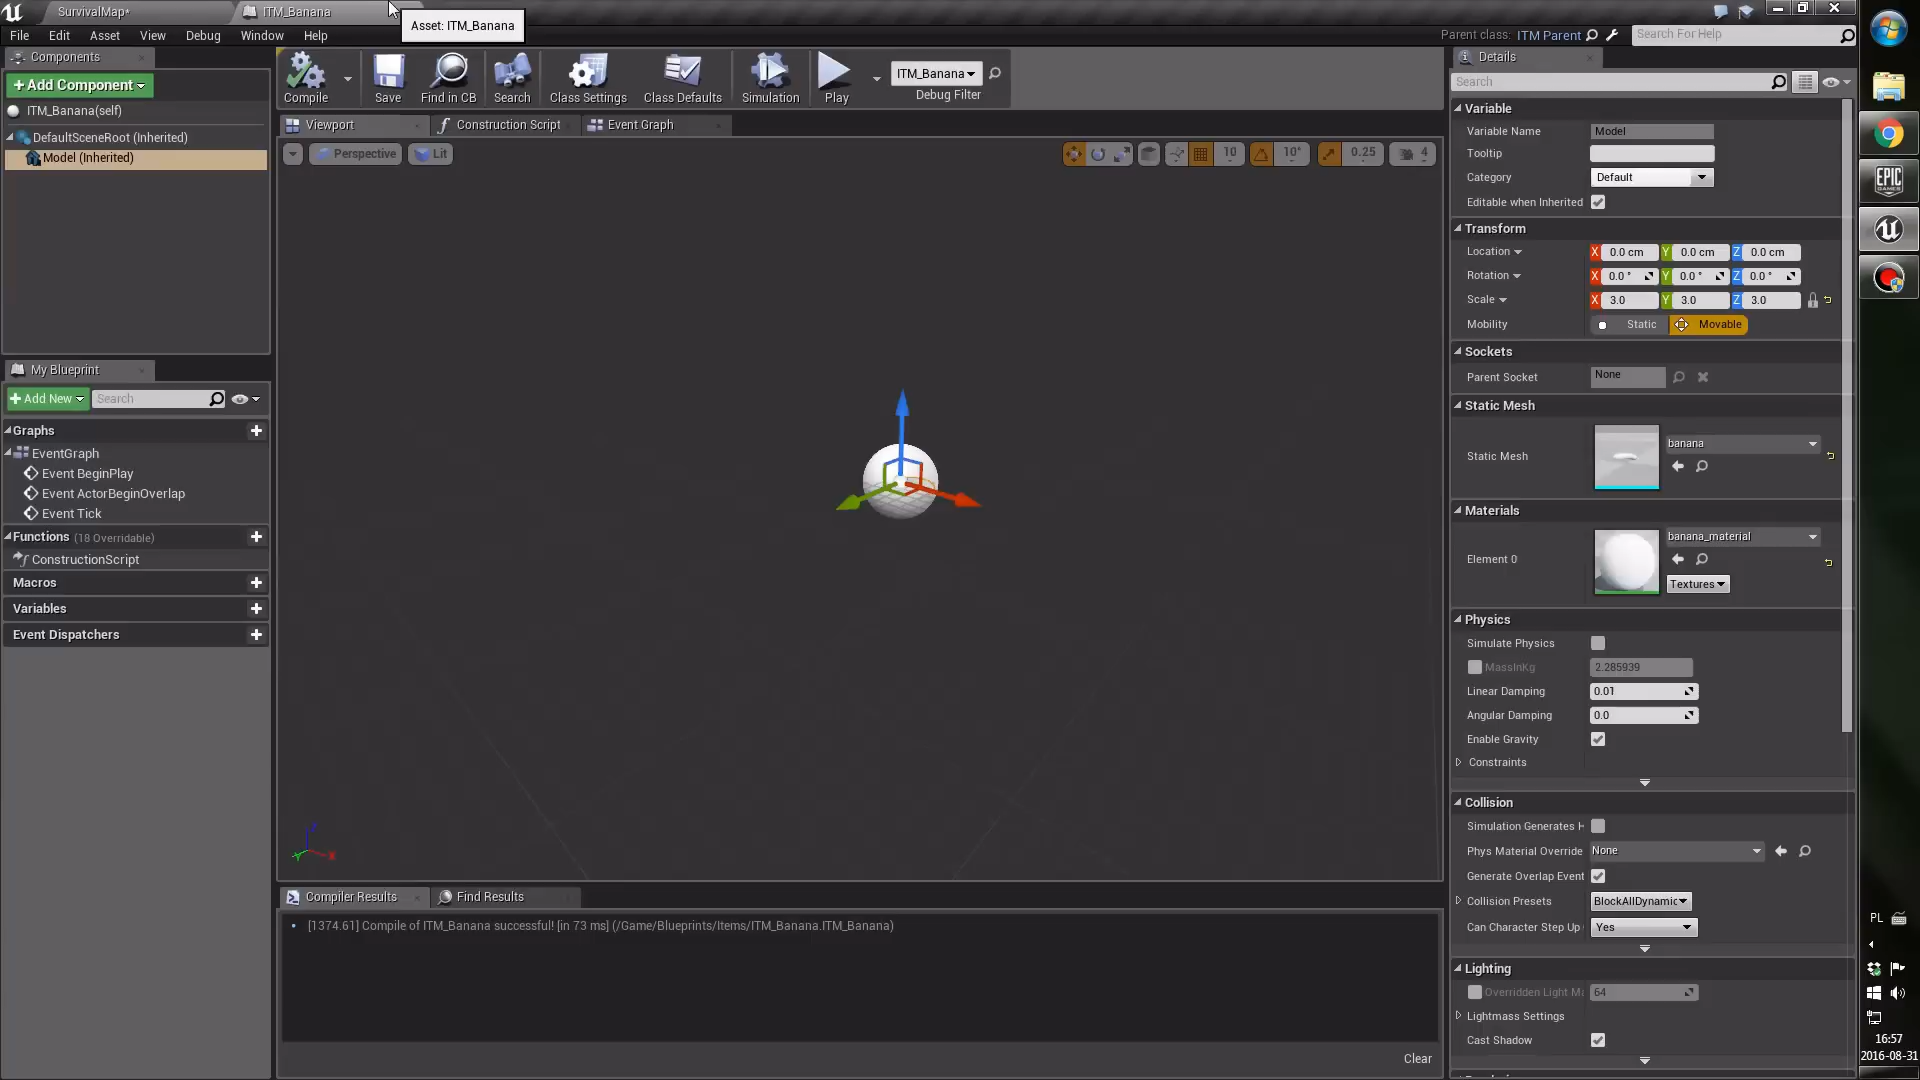 SurvivalMap*
ITM_Banana
Asset: ITM_Banana
File Edit Asset View Debug Window Help
Parent class: ITM Parent
Search For Help
Components
+Add Component
ITM_Banana(self)
DefaultSceneRoot (Inherited)
Model (Inherited)
Compile
Save
Find in CB
Search
Class Settings
Class Defaults
Simulation
Play
ITM_Banana
Debug Filter
Viewport
Construction Script
Event Graph
Perspective
Lit
10
10°
0.25
4
My Blueprint
+Add New
Search
Graphs
EventGraph
Event BeginPlay
Event ActorBeginOverlap
Event Tick
Functions (18 Overridable)
ConstructionScript
Macros
Variables
Event Dispatchers
Compiler Results
Find Results
[1374.61] Compile of ITM_Banana successful! [in 73 ms] (/Game/Blueprints/Items/ITM_Banana.ITM_Banana)
Clear
Details
Search
Variable
Variable Name Model
Tooltip
Category Default
Editable when Inherited
Transform
Location X 0.0 cm Y 0.0 cm Z 0.0 cm
Rotation X 0.0 ° Y 0.0 ° Z 0.0 °
Scale X 3.0 Y 3.0 Z 3.0
Mobility Static Movable
Sockets
Parent Socket None
Static Mesh
Static Mesh banana
Materials
Element 0 banana_material
Textures
Physics
Simulate Physics
MassInKg 2.285939
Linear Damping 0.01
Angular Damping 0.0
Enable Gravity
Constraints
Collision
Simulation Generates H
Phys Material Override None
Generate Overlap Event
Collision Presets BlockAllDynamic
Can Character Step Up Yes
Lighting
Overridden Light M 64
Lightmass Settings
Cast Shadow
EPIC
GAMES
PL
16:57
2016-08-31